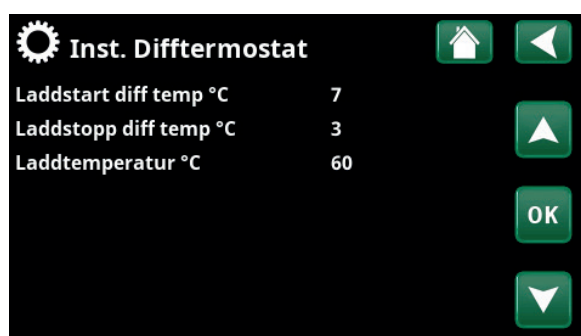 Inst. Difftermostat
Laddstart diff temp °C 7
Laddstopp diff temp °C 3
Laddtemperatur °C 60
OK